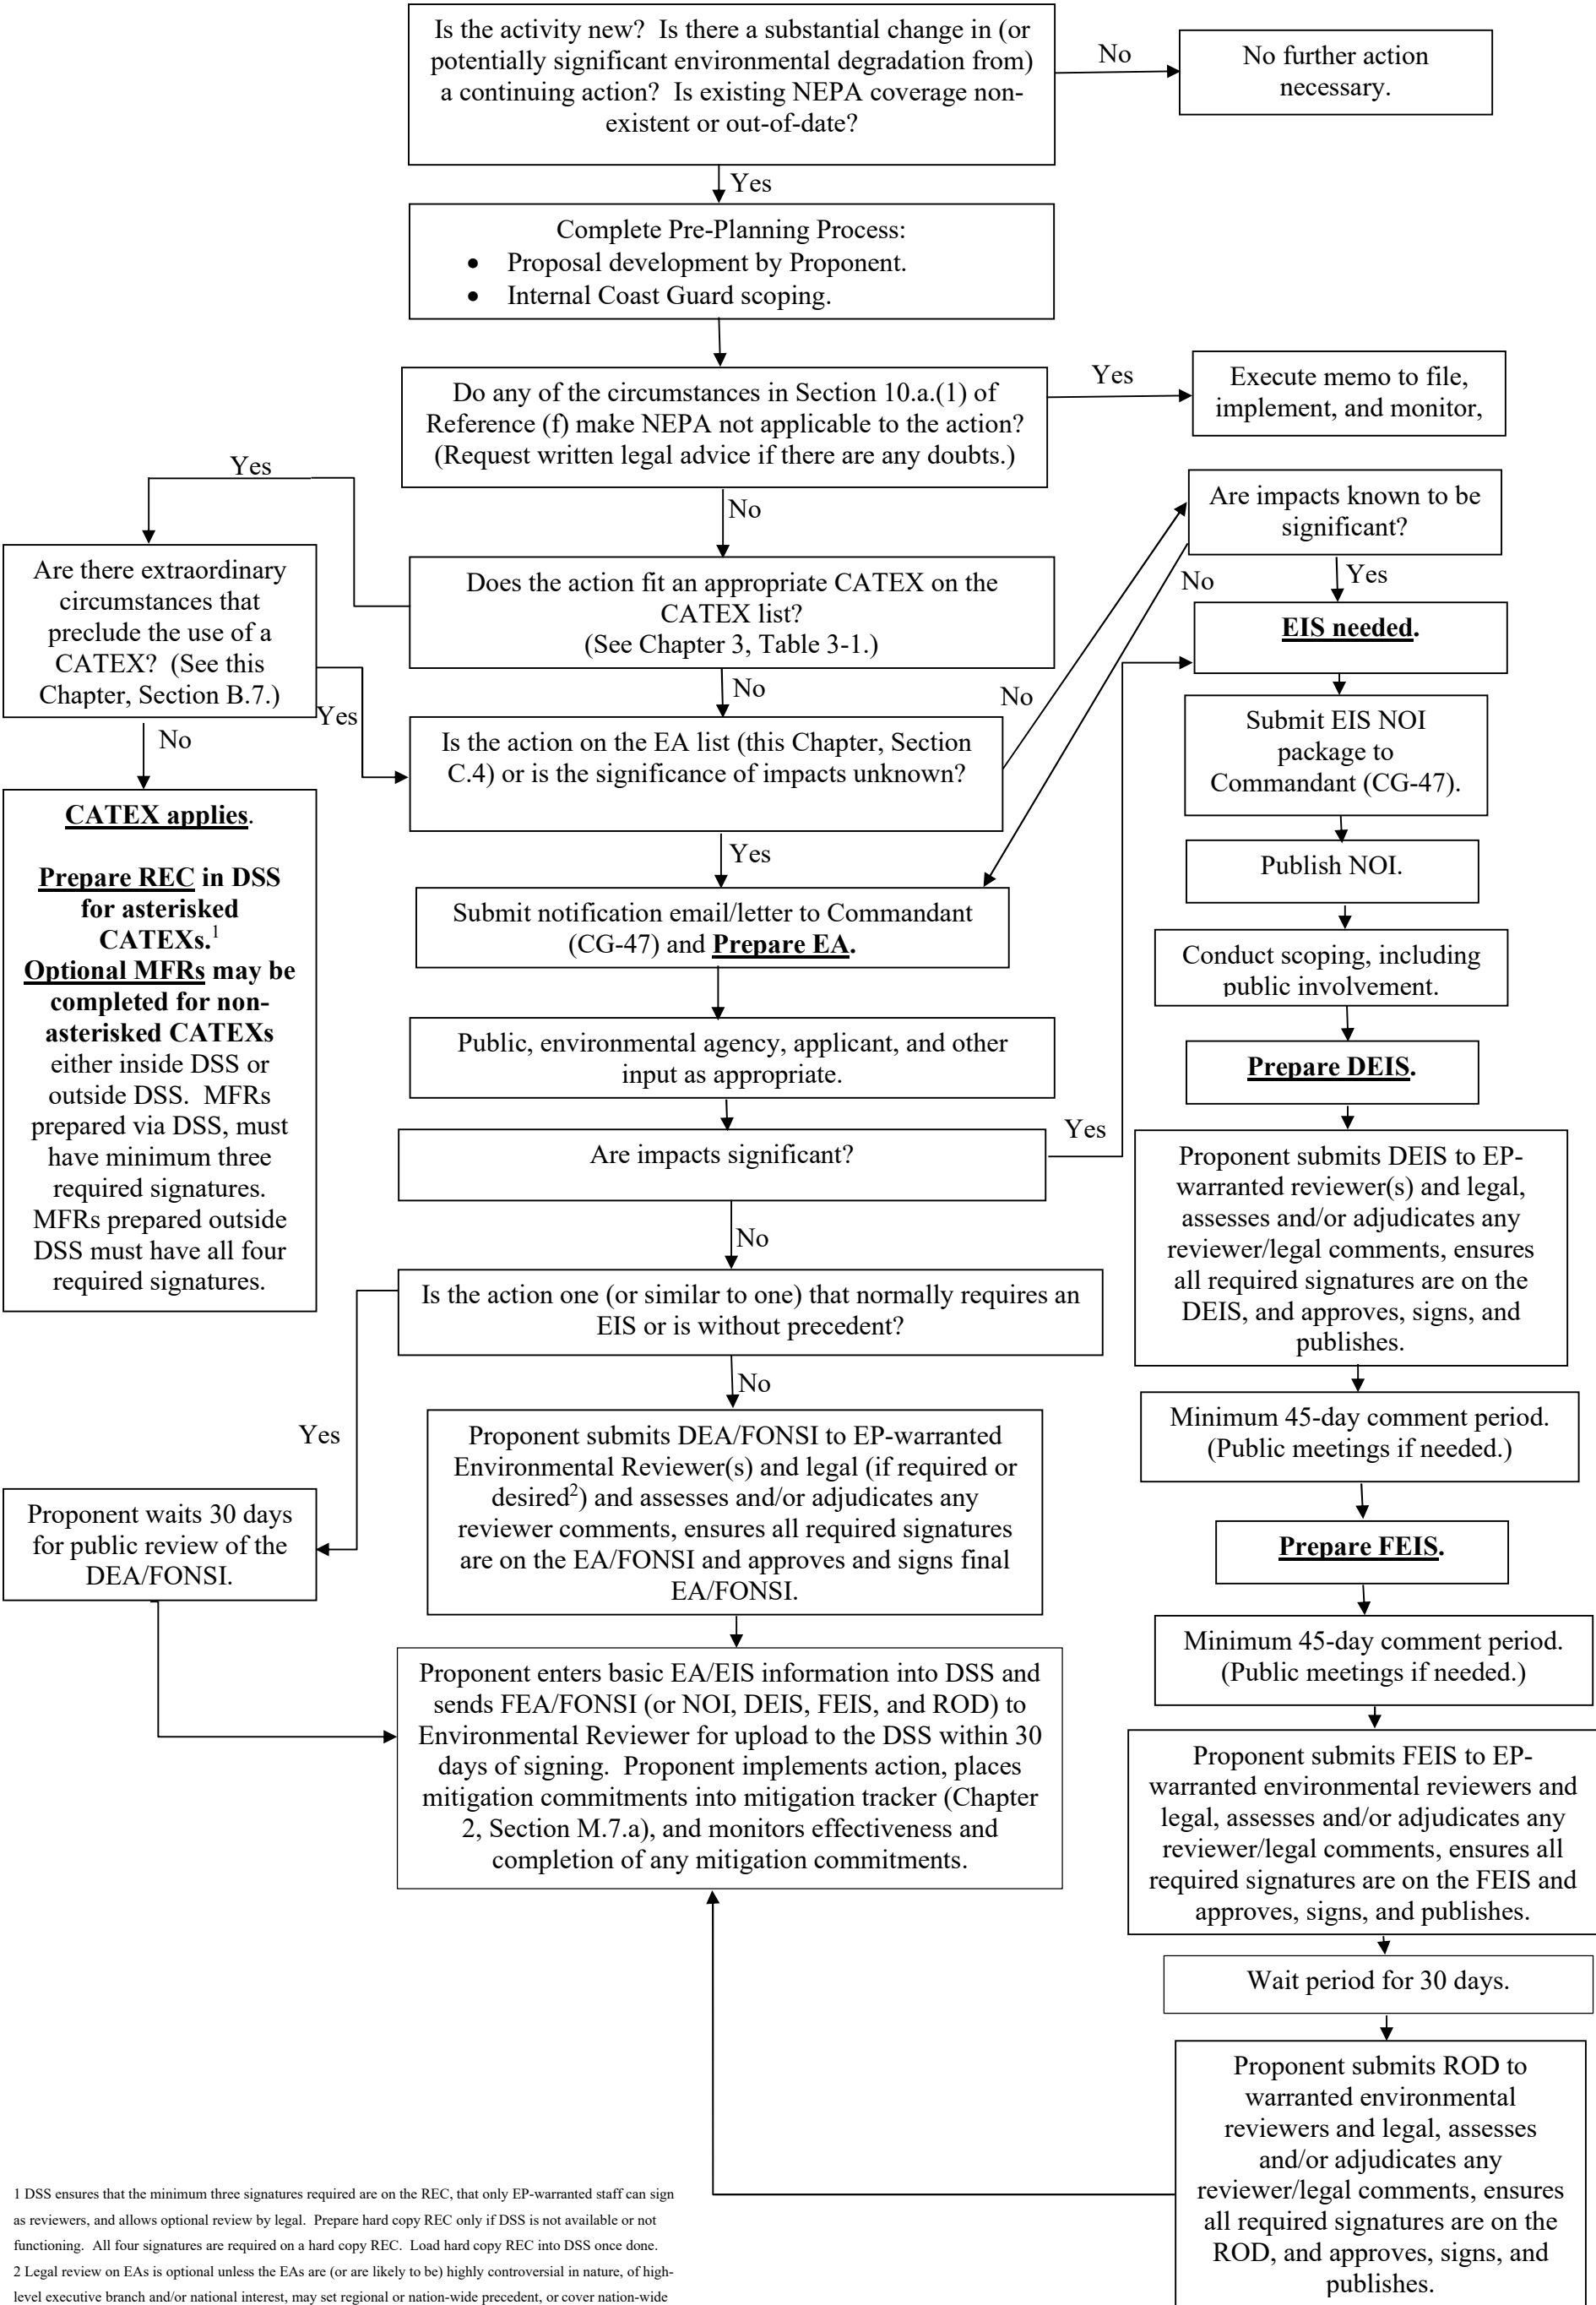 Is the activity new?  Is there a substantial change in (or
potentially significant environmental degradation from)
a continuing action?  Is existing NEPA coverage non-
existent or out-of-date?
No
No further action
necessary.
Yes
Complete Pre-Planning Process:
• Proposal development by Proponent.
• Internal Coast Guard scoping.
Do any of the circumstances in Section 10.a.(1) of
Reference (f) make NEPA not applicable to the action?
(Request written legal advice if there are any doubts.)
Yes
Execute memo to file,
implement, and monitor,
No
Does the action fit an appropriate CATEX on the
CATEX list?
(See Chapter 3, Table 3-1.)
Yes
Are there extraordinary
circumstances that
preclude the use of a
CATEX?  (See this
Chapter, Section B.7.)
Yes
No
CATEX applies.
Prepare REC in DSS
for asterisked
CATEXs.1
Optional MFRs may be
completed for non-
asterisked CATEXs
either inside DSS or
outside DSS.  MFRs
prepared via DSS, must
have minimum three
required signatures.
MFRs prepared outside
DSS must have all four
required signatures.
No
Is the action on the EA list (this Chapter, Section
C.4) or is the significance of impacts unknown?
No
Are impacts known to be
significant?
No
Yes
Yes
Submit notification email/letter to Commandant
(CG-47) and Prepare EA.
Public, environmental agency, applicant, and other
input as appropriate.
Are impacts significant?
Yes
No
Is the action one (or similar to one) that normally requires an
EIS or is without precedent?
Yes
Proponent waits 30 days
for public review of the
DEA/FONSI.
No
Proponent submits DEA/FONSI to EP-warranted
Environmental Reviewer(s) and legal (if required or
desired2) and assesses and/or adjudicates any
reviewer comments, ensures all required signatures
are on the EA/FONSI and approves and signs final
EA/FONSI.
Proponent enters basic EA/EIS information into DSS and
sends FEA/FONSI (or NOI, DEIS, FEIS, and ROD) to
Environmental Reviewer for upload to the DSS within 30
days of signing.  Proponent implements action, places
mitigation commitments into mitigation tracker (Chapter
2, Section M.7.a), and monitors effectiveness and
completion of any mitigation commitments.
EIS needed.
Submit EIS NOI
package to
Commandant (CG-47).
Publish NOI.
Conduct scoping, including
public involvement.
Prepare DEIS.
Proponent submits DEIS to EP-
warranted reviewer(s) and legal,
assesses and/or adjudicates any
reviewer/legal comments, ensures
all required signatures are on the
DEIS, and approves, signs, and
publishes.
Minimum 45-day comment period.
(Public meetings if needed.)
Prepare FEIS.
Minimum 45-day comment period.
(Public meetings if needed.)
Proponent submits FEIS to EP-
warranted environmental reviewers and
legal, assesses and/or adjudicates any
reviewer/legal comments, ensures all
required signatures are on the FEIS and
approves, signs, and publishes.
Wait period for 30 days.
Proponent submits ROD to
warranted environmental
reviewers and legal, assesses
and/or adjudicates any
reviewer/legal comments, ensures
all required signatures are on the
ROD, and approves, signs, and
publishes.
1 DSS ensures that the minimum three signatures required are on the REC, that only EP-warranted staff can sign
as reviewers, and allows optional review by legal.  Prepare hard copy REC only if DSS is not available or not
functioning.  All four signatures are required on a hard copy REC.  Load hard copy REC into DSS once done.
2 Legal review on EAs is optional unless the EAs are (or are likely to be) highly controversial in nature, of high-
level executive branch and/or national interest, may set regional or nation-wide precedent, or cover nation-wide